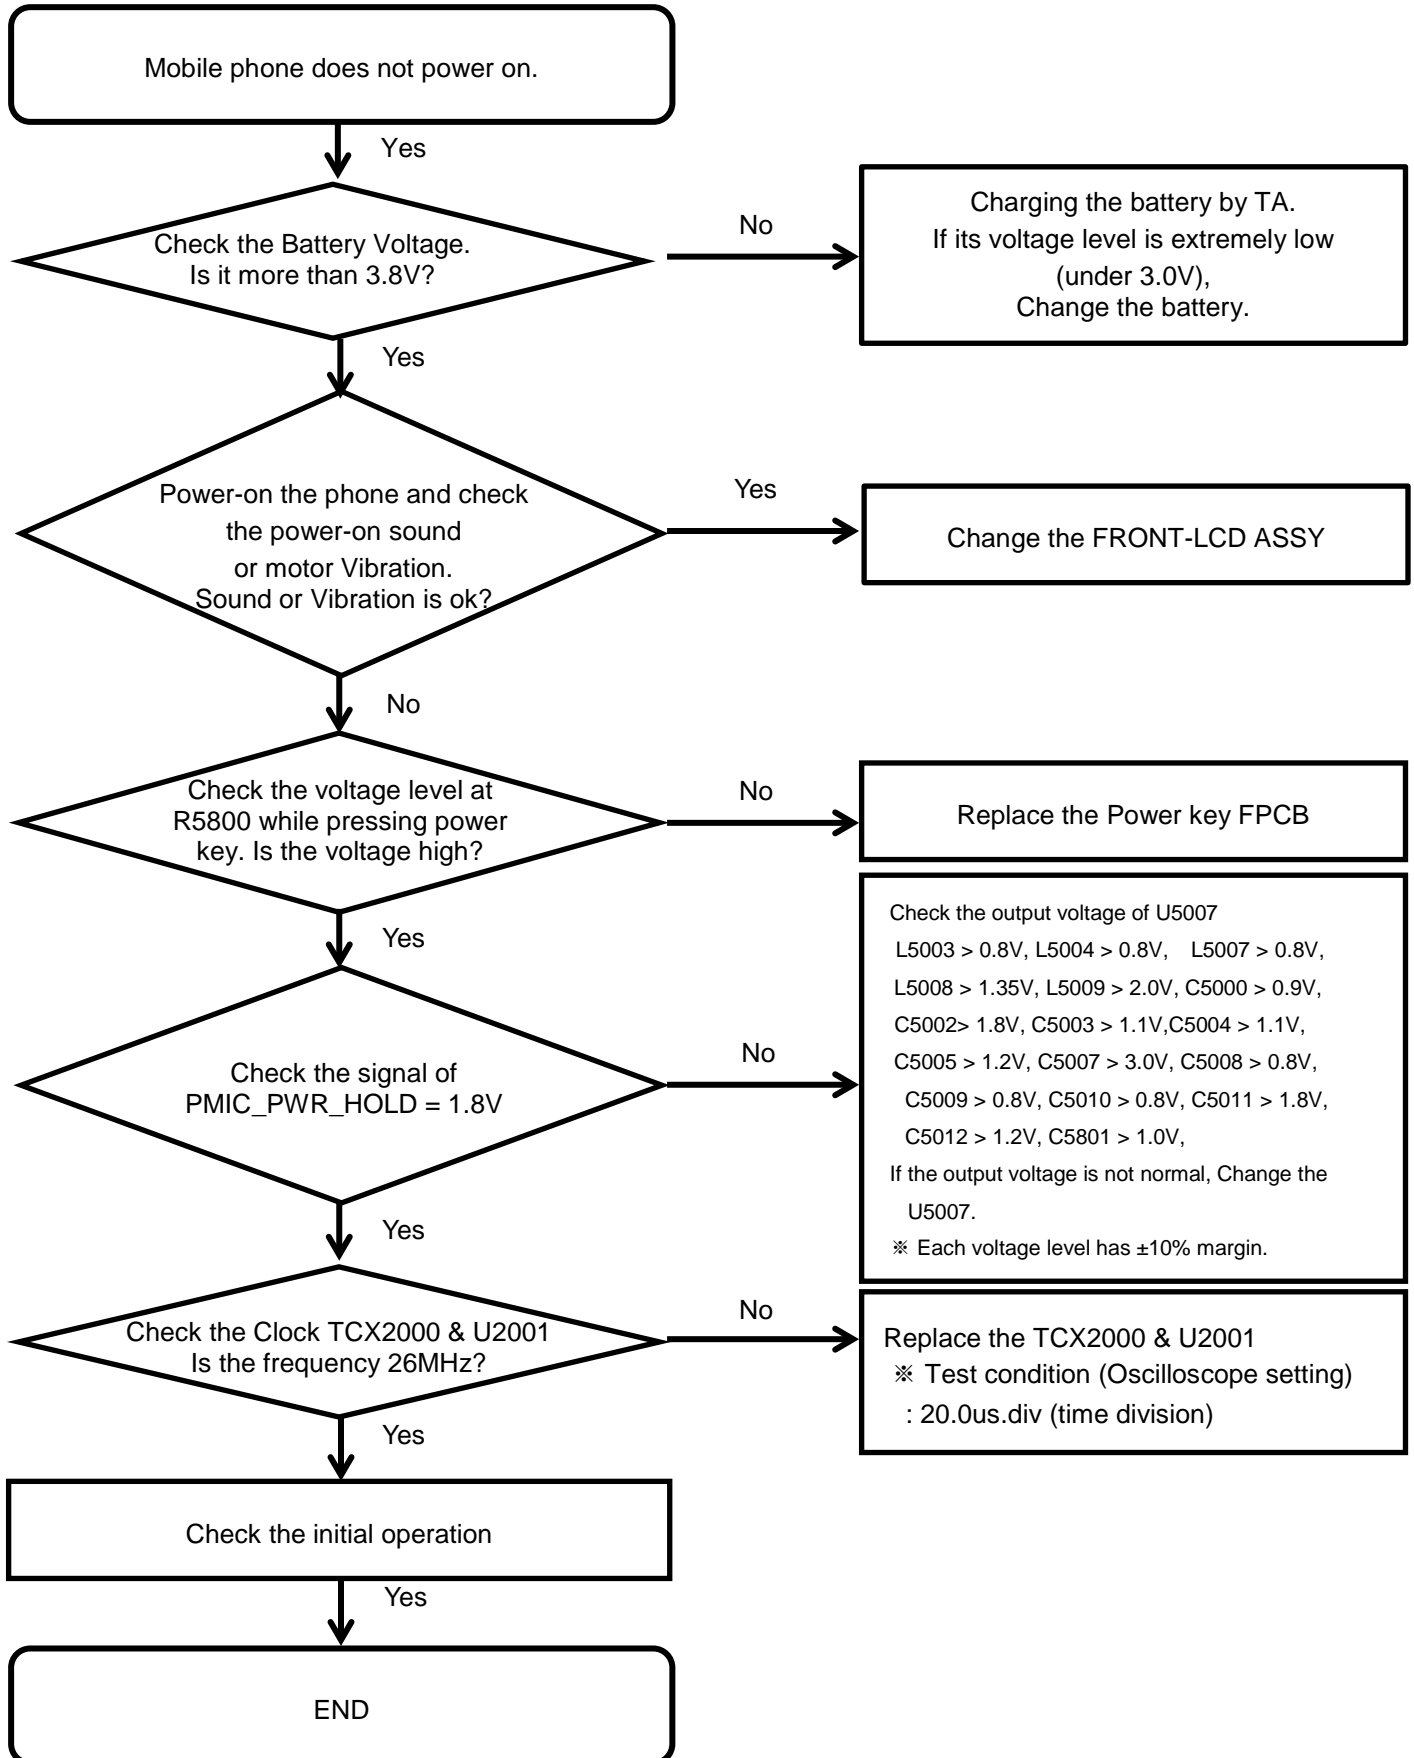 Mobile phone does not power on.
Yes
Check the Battery Voltage.
Is it more than 3.8V?
No
Charging the battery by TA.
If its voltage level is extremely low
(under 3.0V),
Change the battery.
Yes
Power-on the phone and check
the power-on sound
or motor Vibration.
Sound or Vibration is ok?
Yes
Change the FRONT-LCD ASSY
No
Check the voltage level at
R5800 while pressing power
key. Is the voltage high?
No
Replace the Power key FPCB
Yes
Check the signal of
PMIC_PWR_HOLD = 1.8V
No
Check the output voltage of U5007
L5003 > 0.8V, L5004 > 0.8V, L5007 > 0.8V,
L5008 > 1.35V, L5009 > 2.0V, C5000 > 0.9V,
C5002> 1.8V, C5003 > 1.1V,C5004 > 1.1V,
C5005 > 1.2V, C5007 > 3.0V, C5008 > 0.8V,
C5009 > 0.8V, C5010 > 0.8V, C5011 > 1.8V,
C5012 > 1.2V, C5801 > 1.0V,
If the output voltage is not normal, Change the
U5007.
※ Each voltage level has ±10% margin.
Yes
Check the Clock TCX2000 & U2001
Is the frequency 26MHz?
No
Replace the TCX2000 & U2001
※ Test condition (Oscilloscope setting)
: 20.0us.div (time division)
Yes
Check the initial operation
Yes
END